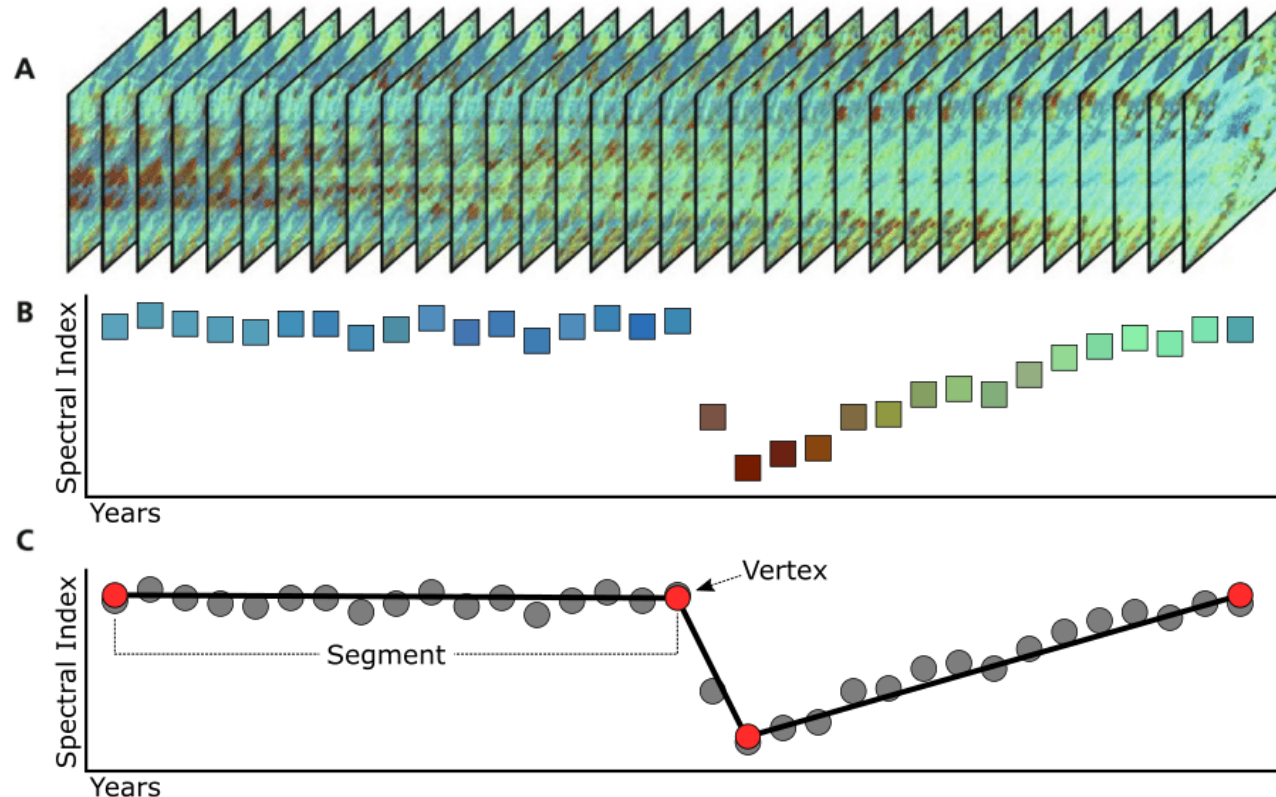 A
B
Spectral Index
Years
C
Vertex
Segment
Spectral Index
Years